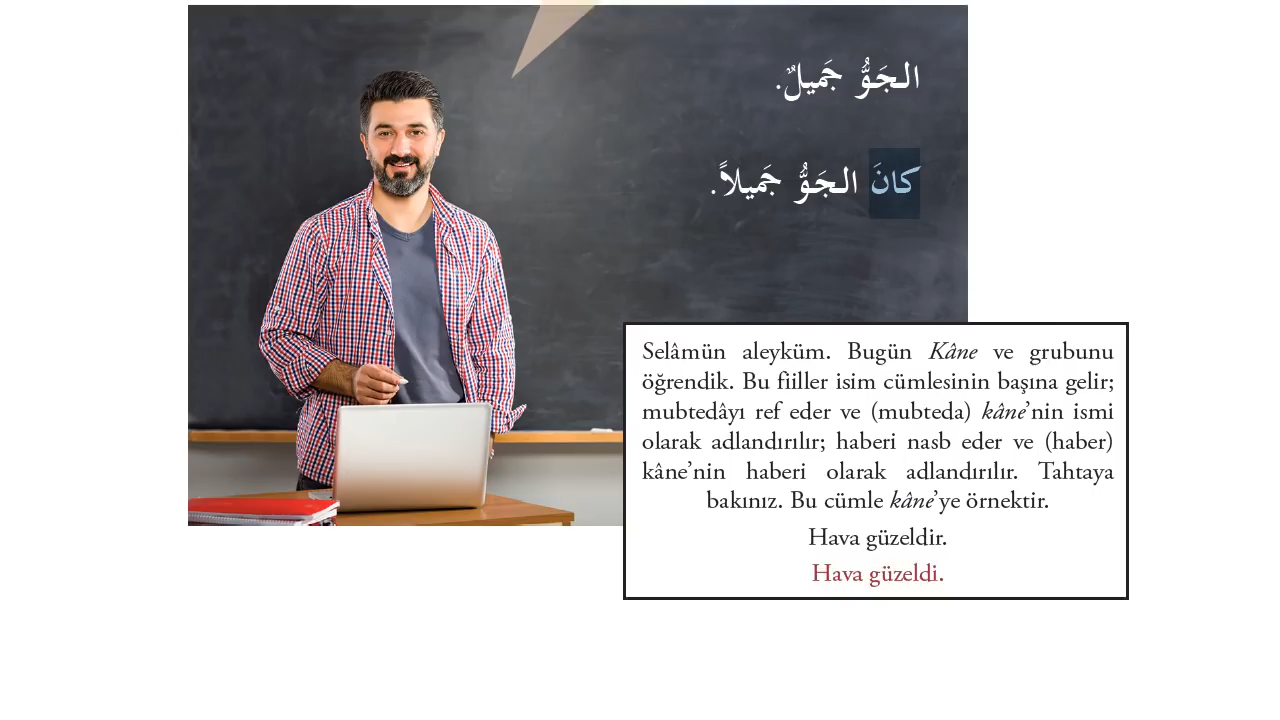 الجَوُّ جَميلٌ.
كانَ الجَوُّ جَميلاً.
Selâmün aleyküm. Bugün Kâne ve grubunu
öğrendik. Bu fiiller isim cümlesinin başına gelir;
mubtedâyı ref eder ve (mubteda) kâne’nin ismi
olarak adlandırılır; haberi nasb eder ve (haber)
kâne’nin haberi olarak adlandırılır. Tahtaya
bakınız. Bu cümle kâne’ye örnektir.
Hava güzeldir.
Hava güzeldi.